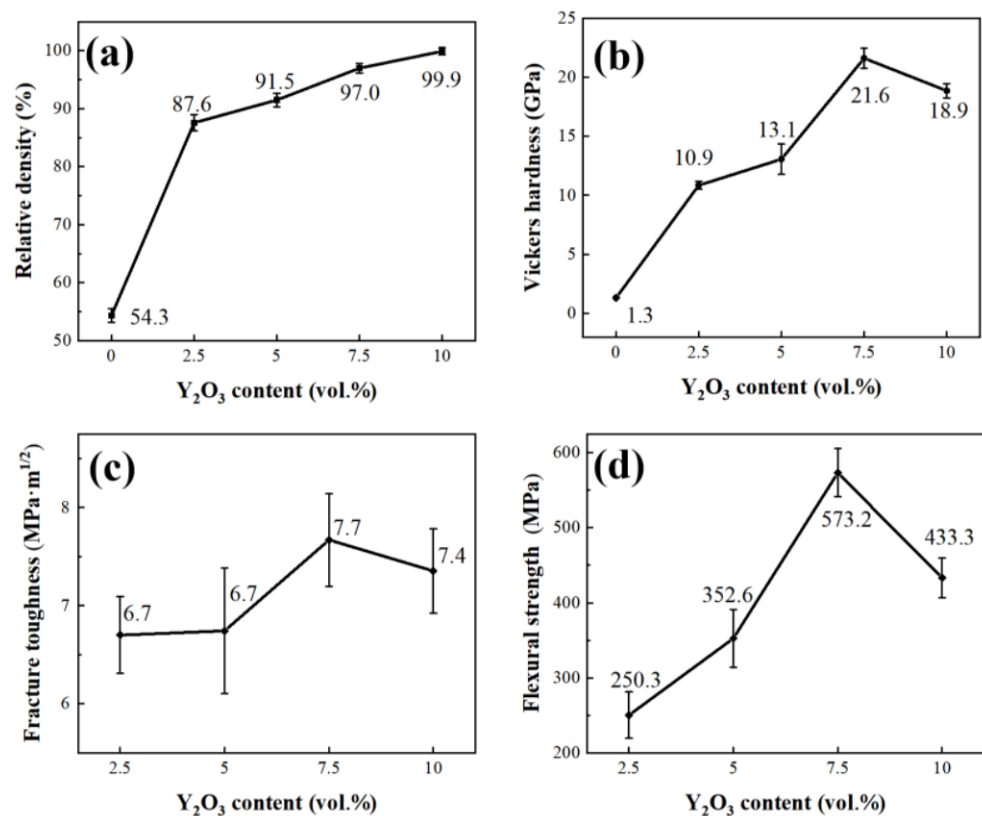 (a)
Relative density (%)
100
90
80
70
60
50
54.3
87.6
91.5
97.0
99.9
0 2.5 5 7.5 10
Y₂O₃ content (vol.%)
(b)
Vickers hardness (GPa)
25
20
15
10
5
0
1.3
10.9
13.1
21.6
18.9
0 2.5 5 7.5 10
Y₂O₃ content (vol.%)
(c)
Fracture toughness (MPa·m¹/²)
8
7
6
6.7
6.7
7.7
7.4
2.5 5 7.5 10
Y₂O₃ content (vol.%)
(d)
Flexural strength (MPa)
600
500
400
300
200
250.3
352.6
573.2
433.3
2.5 5 7.5 10
Y₂O₃ content (vol.%)